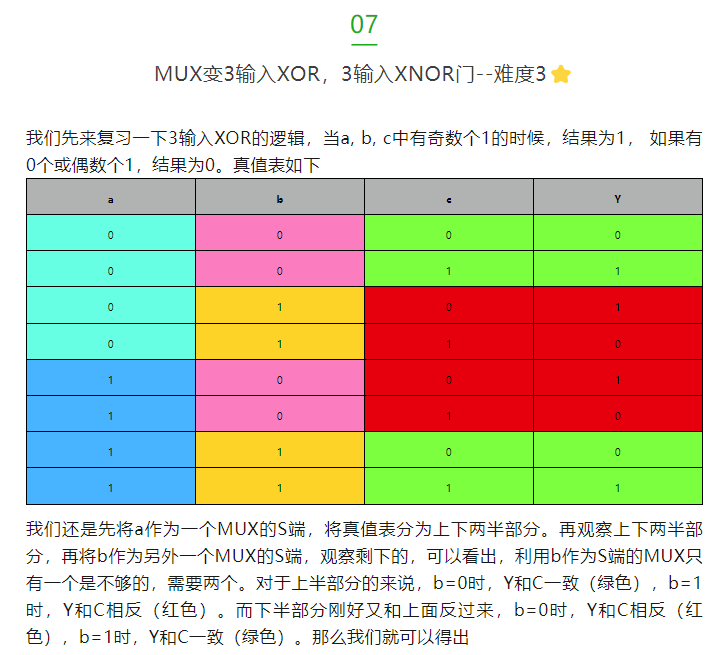 07
MUX变3输入XOR，3输入XNOR门--难度3
我们先来复习一下3输入XOR的逻辑，当a, b, c中有奇数个1的时候，结果为1， 如果有
0个或偶数个1，结果为0。真值表如下
a b c Y
0 0 0 0
0 0 1 1
0 1 0 1
0 1 1 0
1 0 0 1
1 0 1 0
1 1 0 0
1 1 1 1
我们还是先将a作为一个MUX的S端，将真值表分为上下两半部分。再观察上下两半部
分，再将b作为另外一个MUX的S端，观察剩下的，可以看出，利用b作为S端的MUX只
有一个是不够的，需要两个。对于上半部分的来说，b=0时，Y和C一致（绿色），b=1
时，Y和C相反（红色）。而下半部分刚好又和上面反过来，b=0时，Y和C相反（红
色），b=1时，Y和C一致（绿色）。那么我们就可以得出